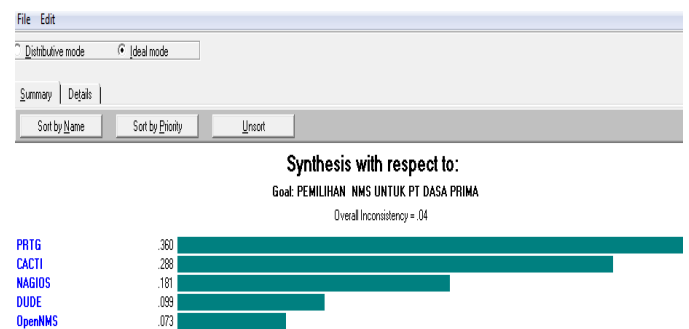 File Edit
Distributive mode Ideal mode
Summary Details
Sort by Name Sort by Priority Unsort
Synthesis with respect to:
Goal: PEMILIHAN NMS UNTUK PT DASA PRIMA
Overall Inconsistency = .04
PRTG .360
CACTI .288
NAGIOS .181
DUDE .099
OpenNMS .073